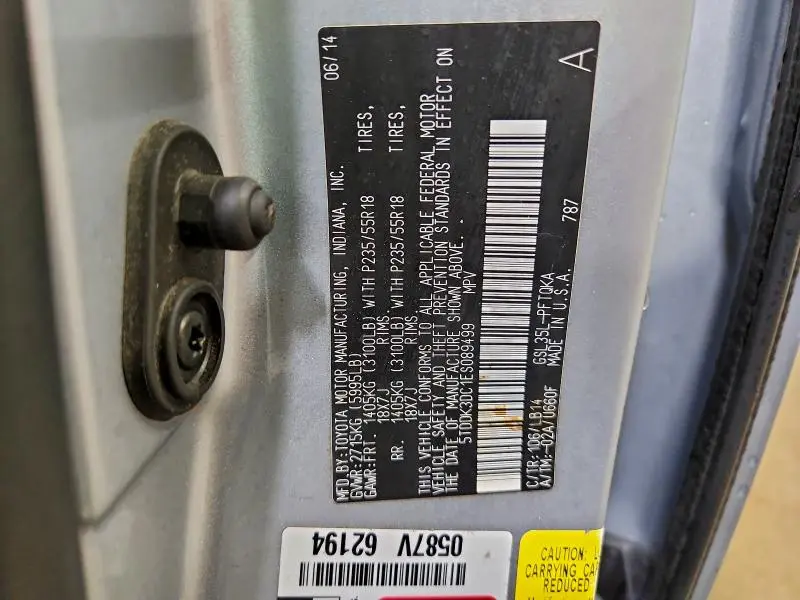 MFD.BY:TOYOTA MOTOR MANUFACTURING, INDIANA, INC. 06/14
GVWR:2715KG (5995LB)
GAWR:FRT. 1405KG (3100LB) WITH P235/55R18 TIRES,
18X7J RIMS,
RR. 1405KG (3100LB) WITH P235/55R18 TIRES,
18X7J RIMS,
THIS VEHICLE CONFORMS TO ALL APPLICABLE FEDERAL MOTOR
VEHICLE SAFETY AND THEFT PREVENTION STANDARDS IN EFFECT ON
THE DATE OF MANUFACTURE SHOWN ABOVE.
5TDDK3DC1ES089499 MPV
C/TR:1D6/LB14 GSL35L-PFTQKA 787
A/TM:-02A/U660F MADE IN U.S.A.
A
0587V 62194
CAUTION:
CARRYING
REDUCED